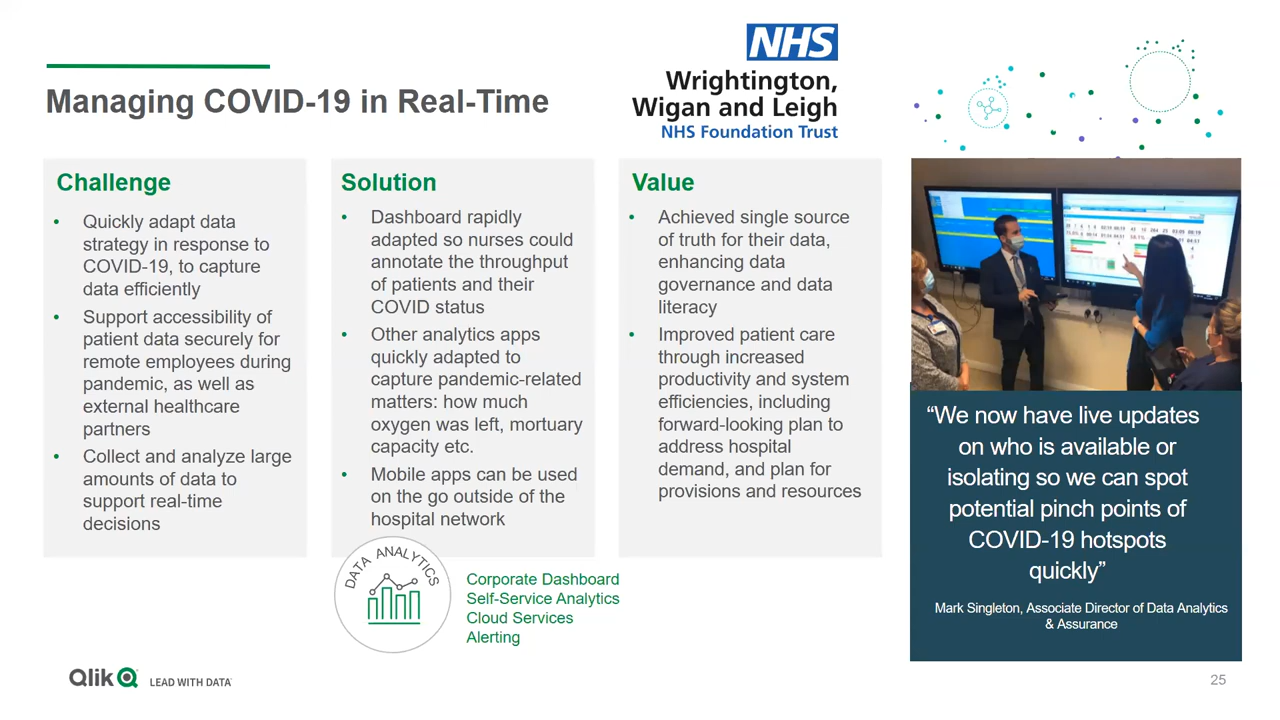 NHS
Wrightington,
Wigan and Leigh
NHS Foundation Trust
Managing COVID-19 in Real-Time
Challenge
• Quickly adapt data
strategy in response to
COVID-19, to capture
data efficiently
• Support accessibility of
patient data securely for
remote employees during
pandemic, as well as
external healthcare
partners
• Collect and analyze large
amounts of data to
support real-time
decisions
Solution
• Dashboard rapidly
adapted so nurses could
annotate the throughput
of patients and their
COVID status
• Other analytics apps
quickly adapted to
capture pandemic-related
matters: how much
oxygen was left, mortuary
capacity etc.
• Mobile apps can be used
on the go outside of the
hospital network
Value
• Achieved single source
of truth for their data,
enhancing data
governance and data
literacy
• Improved patient care
through increased
productivity and system
efficiencies, including
forward-looking plan to
address hospital
demand, and plan for
provisions and resources
“We now have live updates
on who is available or
isolating so we can spot
potential pinch points of
COVID-19 hotspots
quickly”
Mark Singleton, Associate Director of Data Analytics
& Assurance
DATA ANALYTICS
Corporate Dashboard
Self-Service Analytics
Cloud Services
Alerting
Qlik LEAD WITH DATA
25